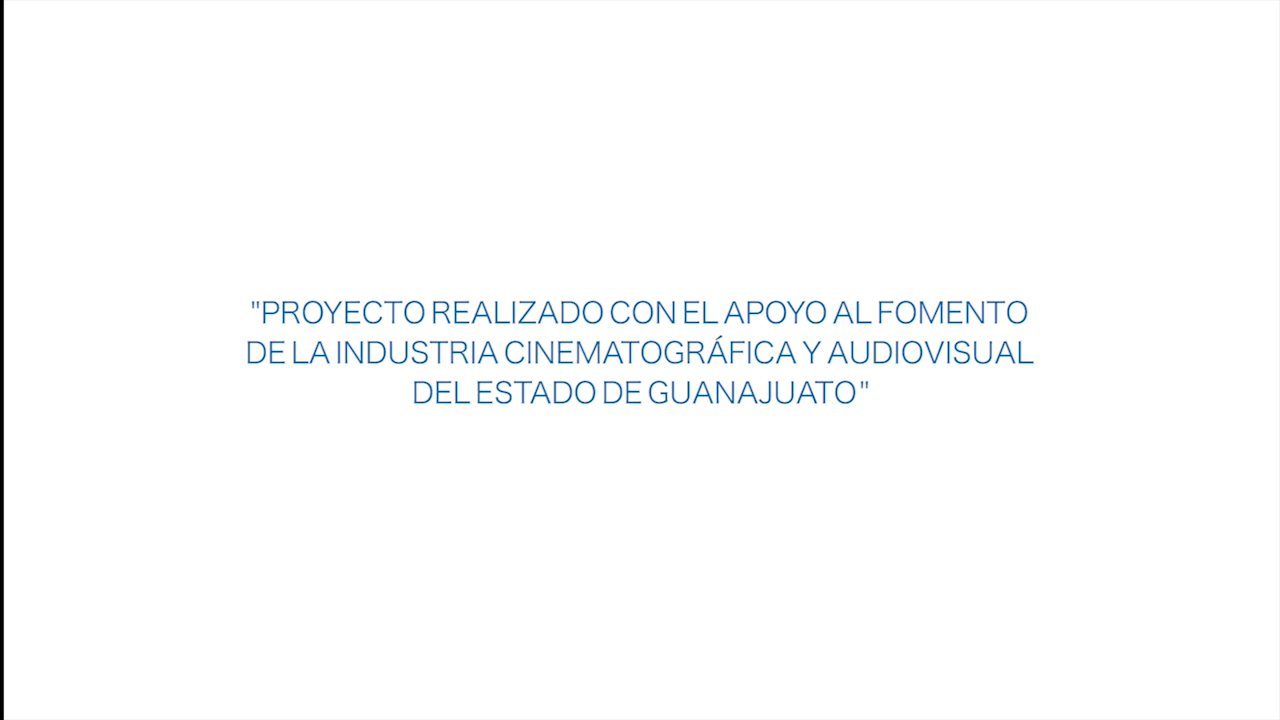 "PROYECTO REALIZADO CON EL APOYO AL FOMENTO
DE LA INDUSTRIA CINEMATOGRÁFICA Y AUDIOVISUAL
DEL ESTADO DE GUANAJUATO"